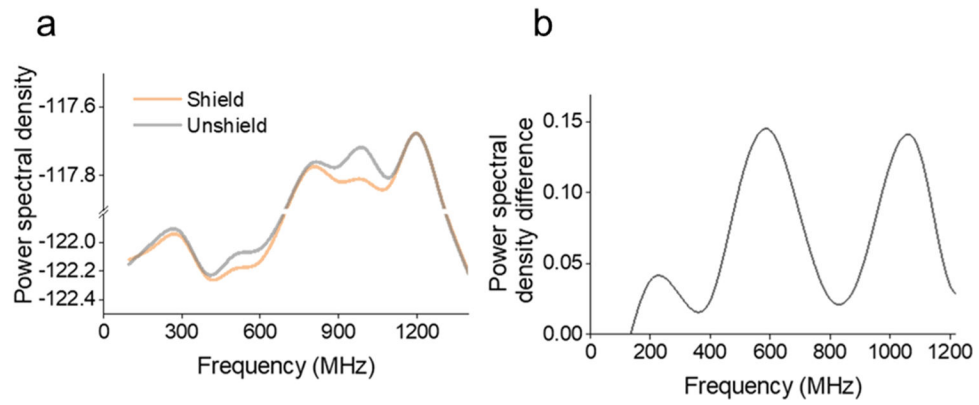 a
Power spectral density
-117.6
-117.8
-122.0
-122.2
-122.4
Shield
Unshield
0
300
600
900
1200
Frequency (MHz)
b
Power spectral
density difference
0.15
0.10
0.05
0.00
0
200
400
600
800
1000
1200
Frequency (MHz)